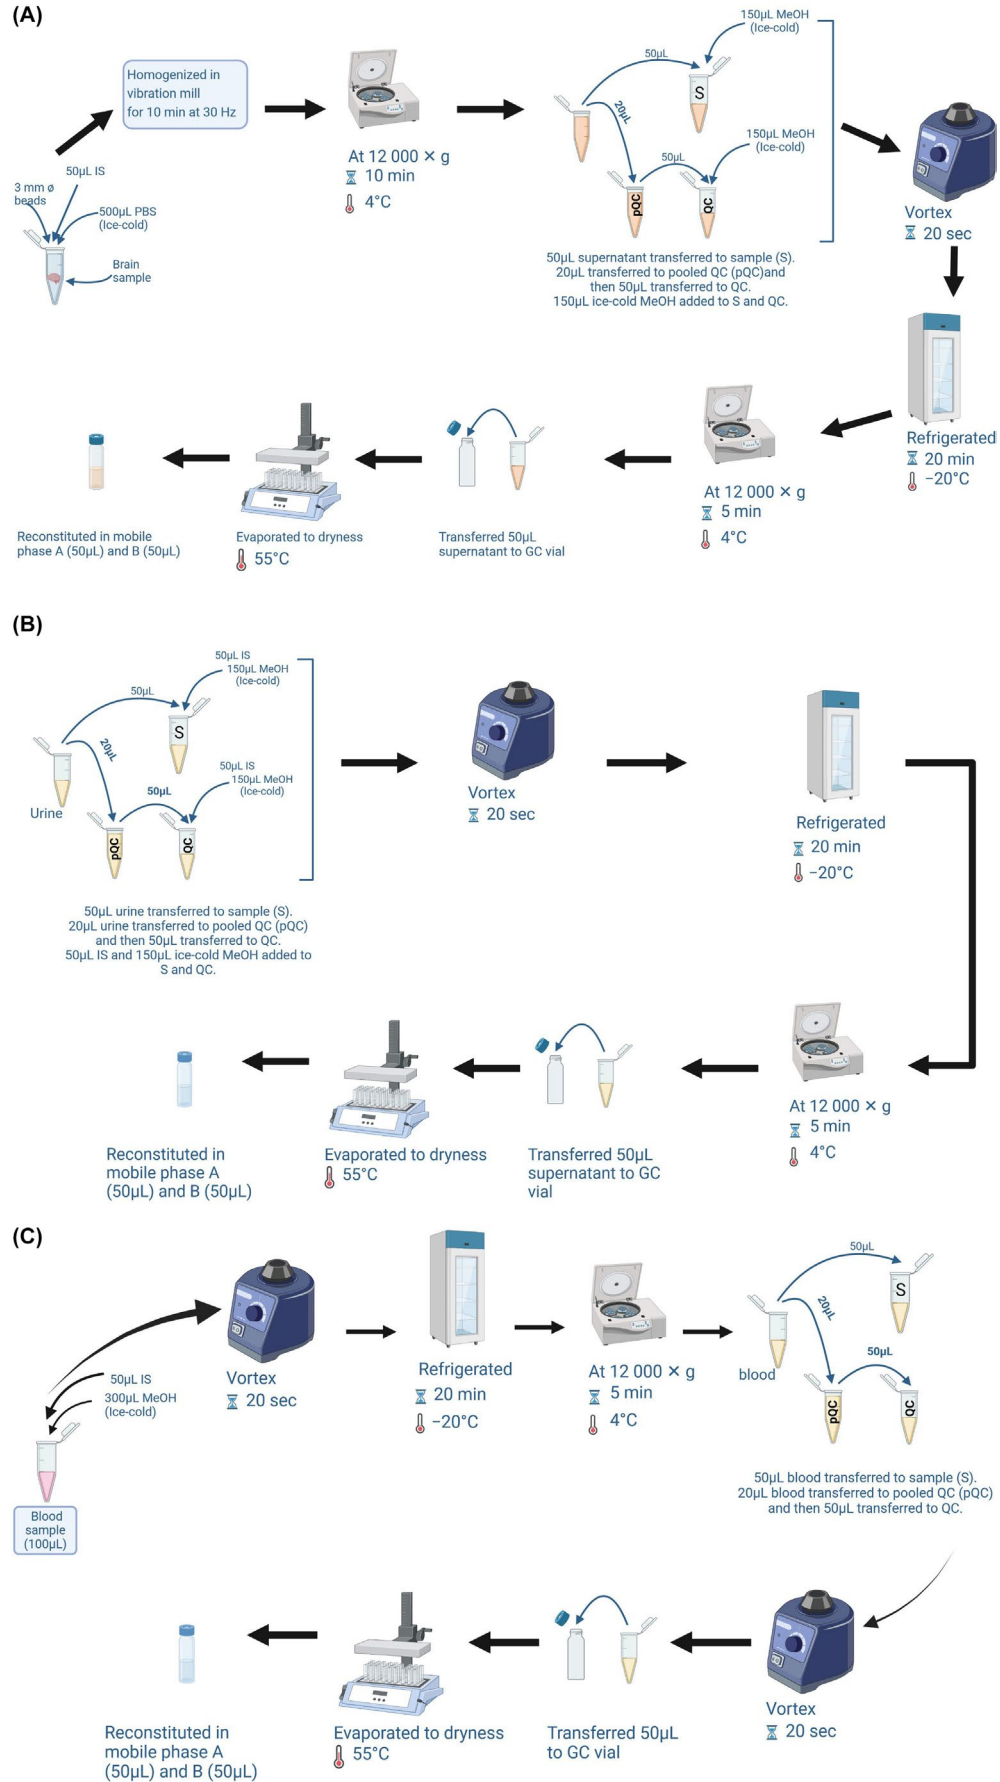 (A)
Homogenized in
vibration mill
for 10 min at 30 Hz
3 mm ø
beads
50µL IS
500µL PBS
(Ice-cold)
Brain
sample
At 12 000 × g
10 min
4°C
50µL
20µL
150µL MeOH
(Ice-cold)
S
pQC
50µL
QC
150µL MeOH
(Ice-cold)
50µL supernatant transferred to sample (S).
20µL transferred to pooled QC (pQC)and
then 50µL transferred to QC.
150µL ice-cold MeOH added to S and QC.
Vortex
20 sec
Refrigerated
20 min
−20°C
At 12 000 × g
5 min
4°C
Transferred 50µL
supernatant to GC vial
Evaporated to dryness
55°C
Reconstituted in mobile
phase A (50µL) and B (50µL)
(B)
50µL IS
150µL MeOH
(Ice-cold)
50µL
20µL
S
Urine
50µL IS
150µL MeOH
(Ice-cold)
50µL
pQC
QC
50µL urine transferred to sample (S).
20µL urine transferred to pooled QC (pQC)
and then 50µL transferred to QC.
50µL IS and 150µL ice-cold MeOH added to
S and QC.
Vortex
20 sec
Refrigerated
20 min
−20°C
At 12 000 × g
5 min
4°C
Transferred 50µL
supernatant to GC
vial
Evaporated to dryness
55°C
Reconstituted in
mobile phase A
(50µL) and B (50µL)
(C)
50µL IS
300µL MeOH
(Ice-cold)
Blood
sample
(100µL)
Vortex
20 sec
Refrigerated
20 min
−20°C
At 12 000 × g
5 min
4°C
50µL
20µL
S
blood
50µL
pQC
QC
50µL blood transferred to sample (S).
20µL blood transferred to pooled QC (pQC)
and then 50µL transferred to QC.
Vortex
20 sec
Transferred 50µL
to GC vial
Evaporated to dryness
55°C
Reconstituted in
mobile phase A
(50µL) and B (50µL)